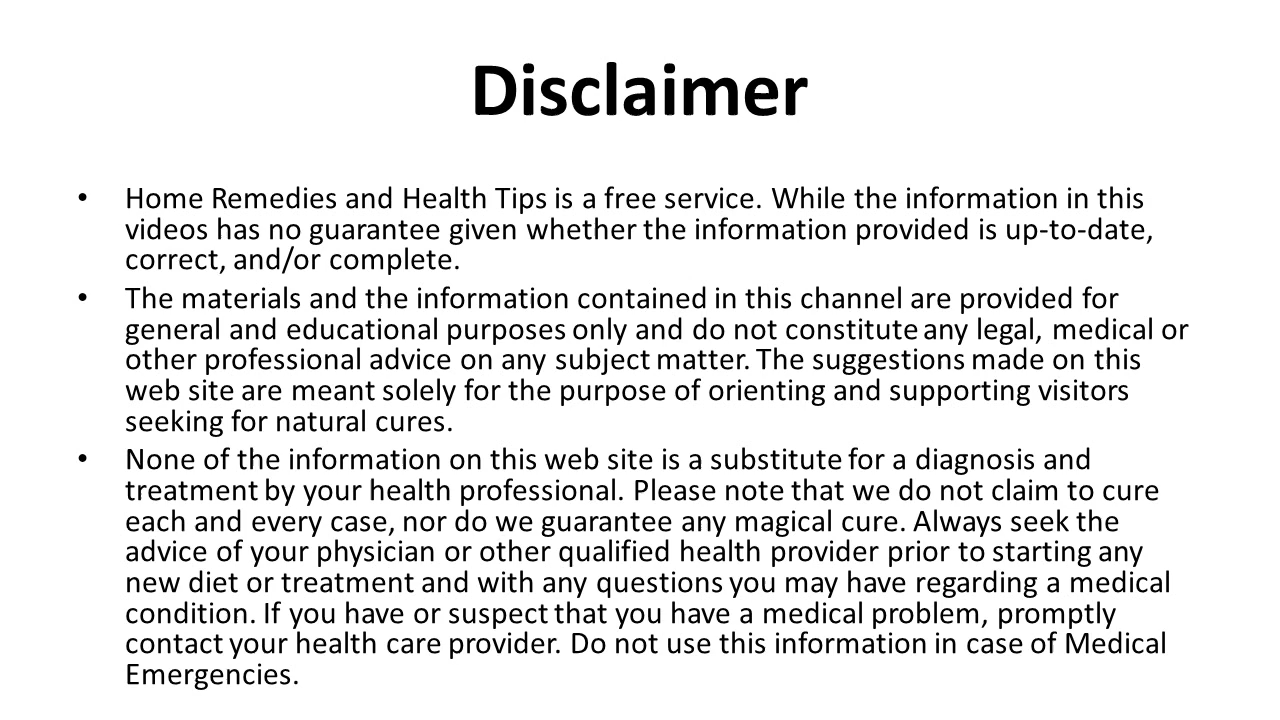 Disclaimer
• Home Remedies and Health Tips is a free service. While the information in this
videos has no guarantee given whether the information provided is up-to-date,
correct, and/or complete.
• The materials and the information contained in this channel are provided for
general and educational purposes only and do not constitute any legal, medical or
other professional advice on any subject matter. The suggestions made on this
web site are meant solely for the purpose of orienting and supporting visitors
seeking for natural cures.
• None of the information on this web site is a substitute for a diagnosis and
treatment by your health professional. Please note that we do not claim to cure
each and every case, nor do we guarantee any magical cure. Always seek the
advice of your physician or other qualified health provider prior to starting any
new diet or treatment and with any questions you may have regarding a medical
condition. If you have or suspect that you have a medical problem, promptly
contact your health care provider. Do not use this information in case of Medical
Emergencies.